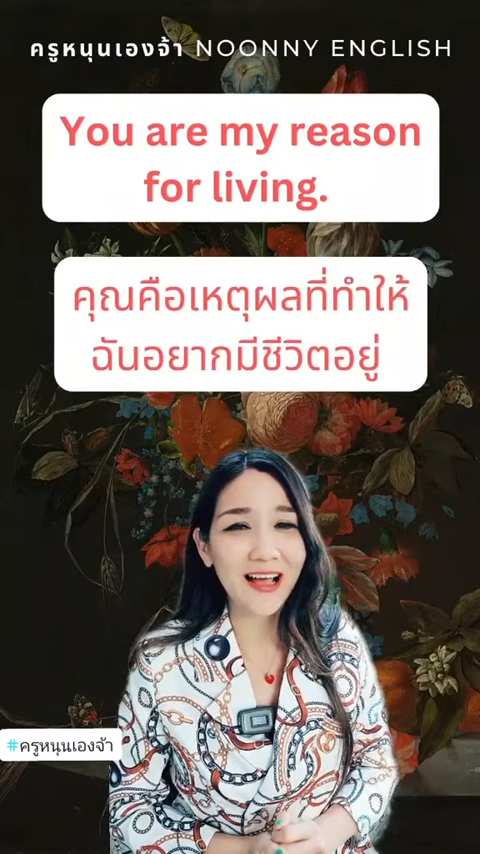 ครูหนุนเองจ้า NOONNY ENGLISH
You are my reason
for living.
คุณคือเหตุผลที่ทำให้
ฉันอยากมีชีวิตอยู่
#ครูหนุนเองจ้า